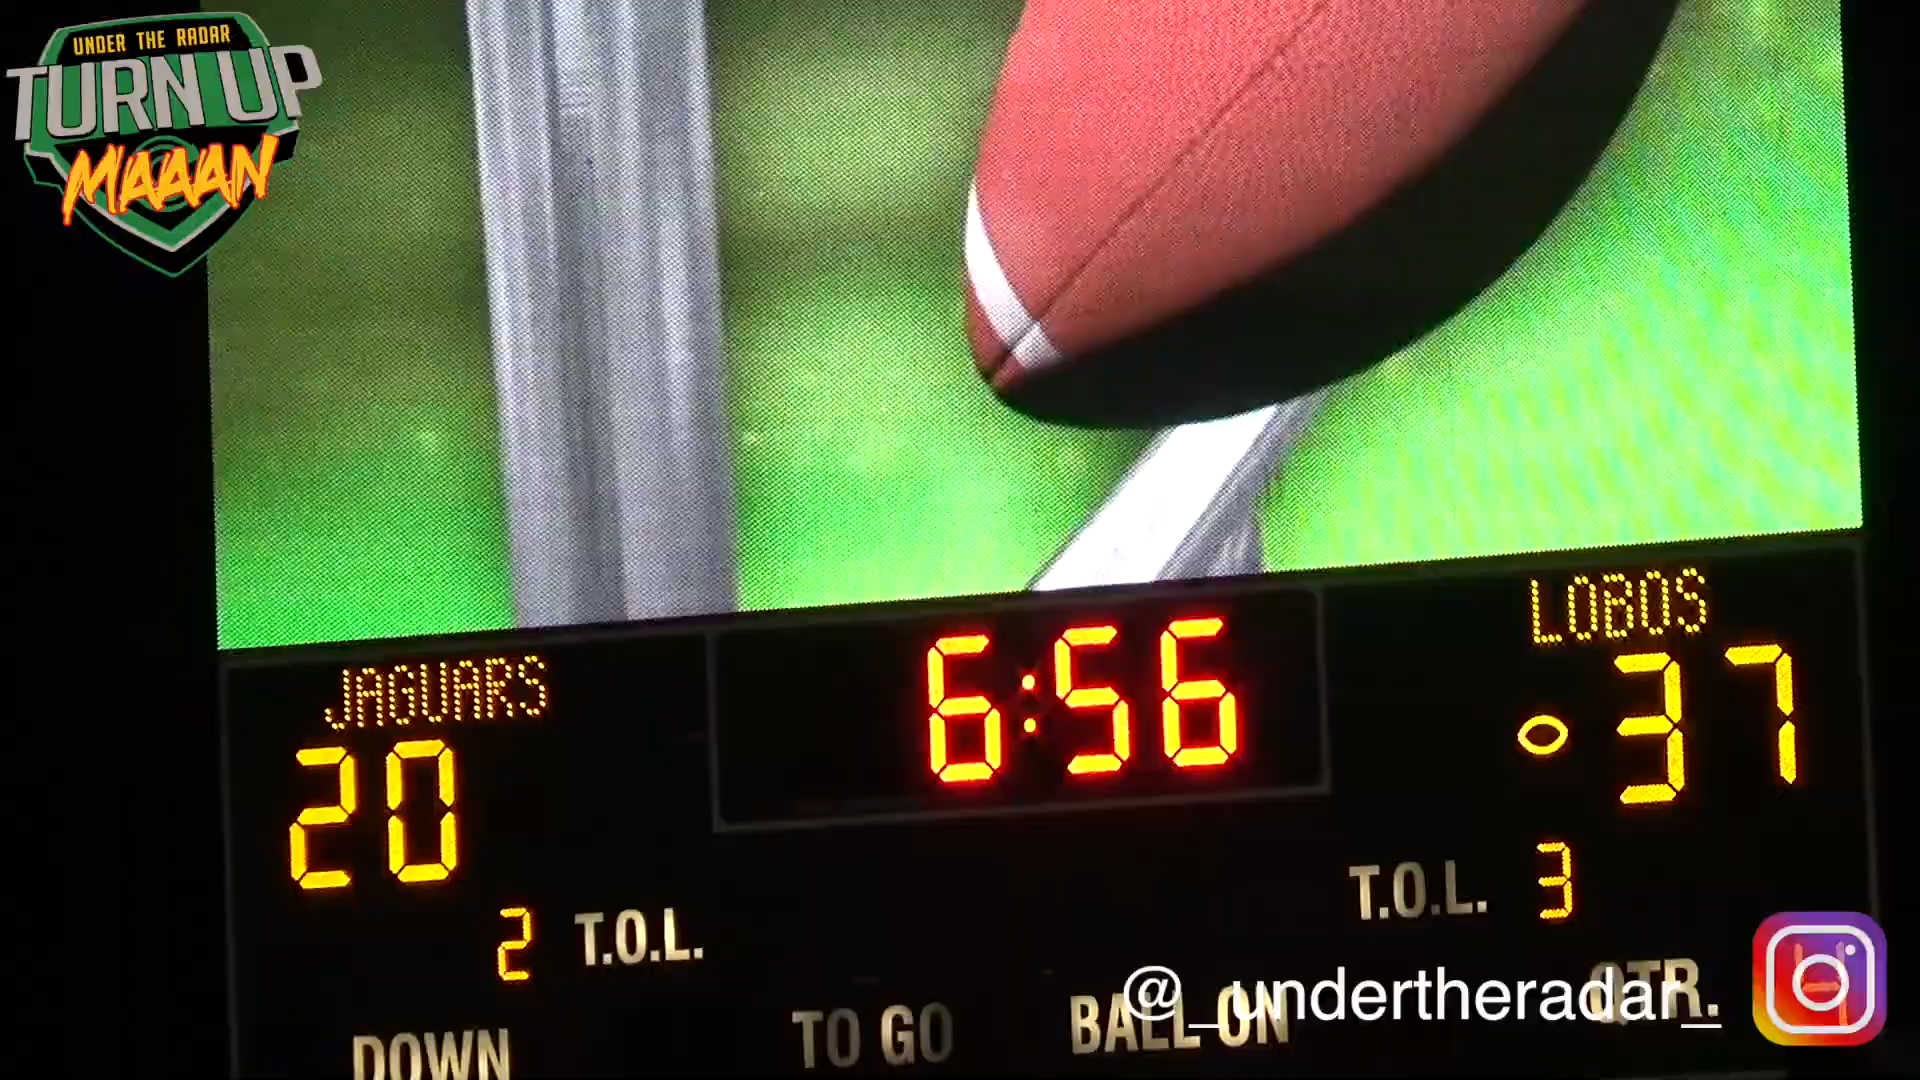 UNDER THE RADAR
TURN UP
MAAAN
LOBOS
JAGUARS
6:56
20
37
2 T.O.L.
T.O.L. 3
DOWN
TO GO
BALL ON
QTR.
@_undertheradar_